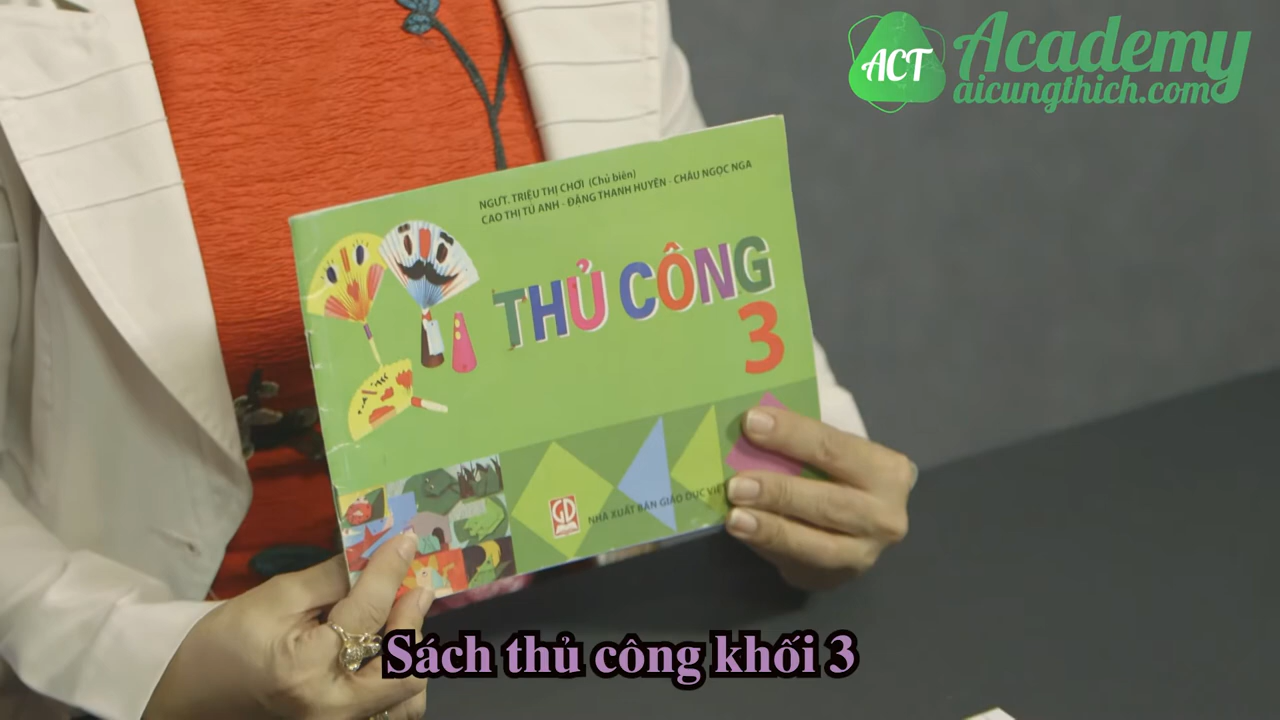 ACT
Academy
aicungthich.com
NGƯT. TRIỆU THỊ CHƠI (Chủ biên)
CAO THỊ TÚ ANH - ĐẶNG THANH HUYỀN - CHÂU NGỌC NGA
THỦ CÔNG
3
GD
NHÀ XUẤT BẢN GIÁO DỤC
Sách thủ công khối 3